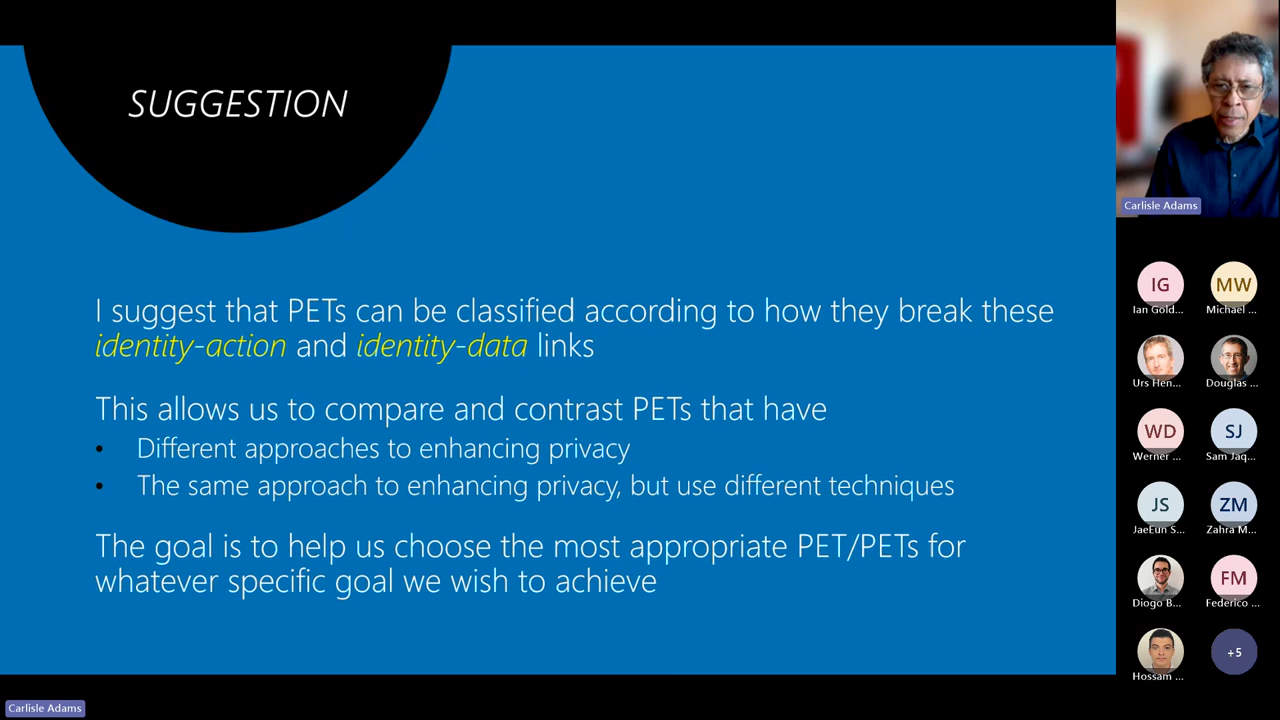 SUGGESTION
I suggest that PETs can be classified according to how they break these
identity-action and identity-data links
This allows us to compare and contrast PETs that have
• Different approaches to enhancing privacy
• The same approach to enhancing privacy, but use different techniques
The goal is to help us choose the most appropriate PET/PETs for
whatever specific goal we wish to achieve
Carlisle Adams
Carlisle Adams
IG
MW
Ian Gold...
Michael ...
Urs Hen...
Douglas ...
WD
SJ
Werner ...
Sam Jaq...
JS
ZM
JaeEun S...
Zahra M...
FM
Diogo B...
Federico ...
+5
Hossam ...